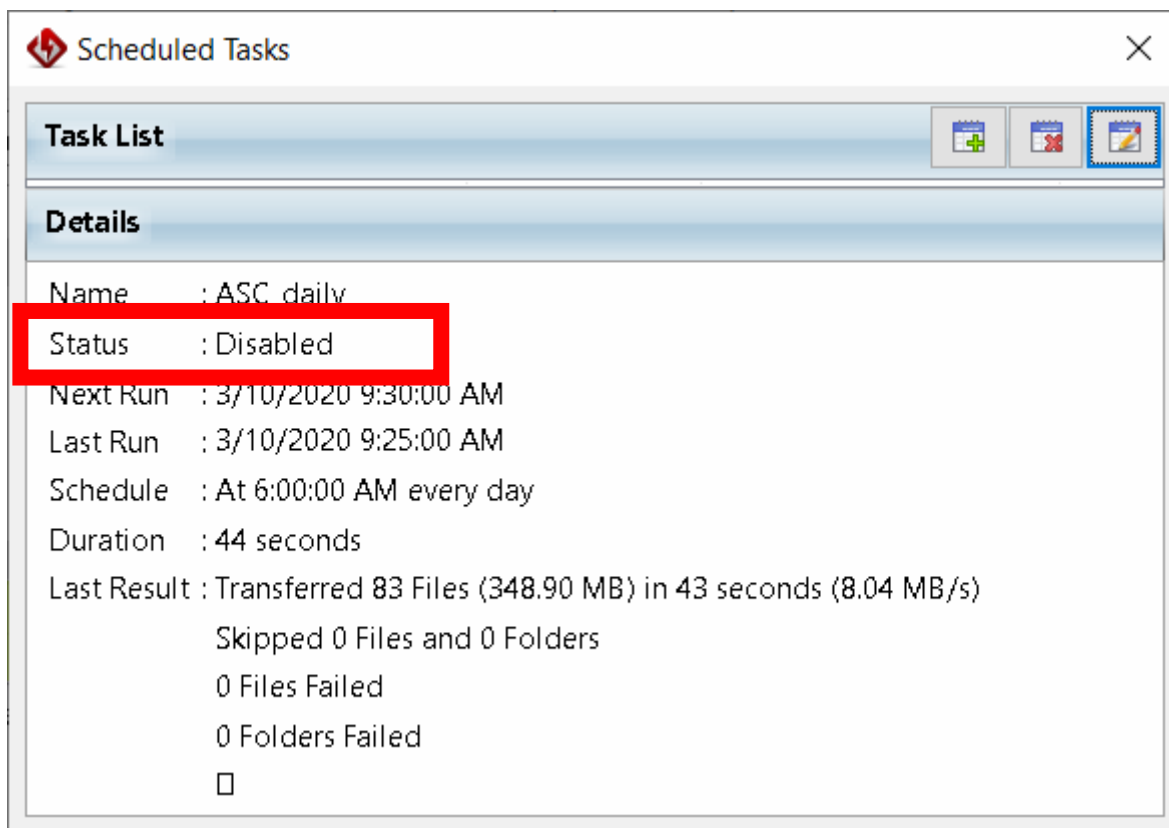 Scheduled Tasks
Task List
Details
Name : ASC_daily
Status : Disabled
Next Run : 3/10/2020 9:30:00 AM
Last Run : 3/10/2020 9:25:00 AM
Schedule : At 6:00:00 AM every day
Duration : 44 seconds
Last Result : Transferred 83 Files (348.90 MB) in 43 seconds (8.04 MB/s)
Skipped 0 Files and 0 Folders
0 Files Failed
0 Folders Failed